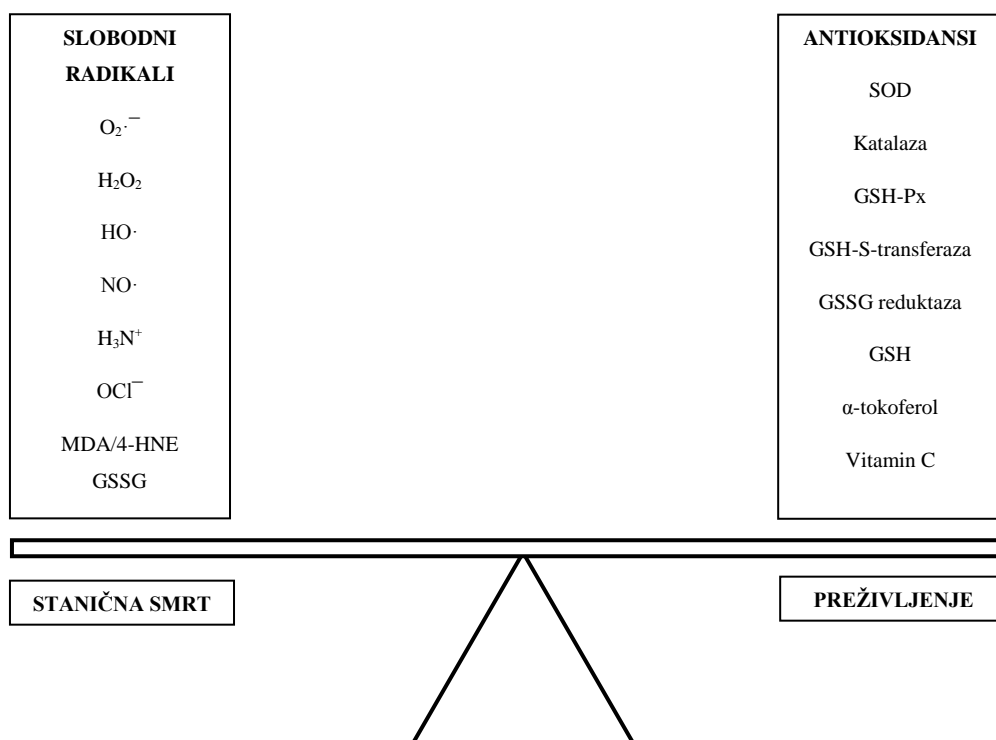 SLOBODNI
RADIKALI
O₂·¯
H₂O₂
HO·
NO·
H₃N⁺
OCl¯
MDA/4-HNE
GSSG
ANTIOKSIDANSI
SOD
Katalaza
GSH-Px
GSH-S-transferaza
GSSG reduktaza
GSH
α-tokoferol
Vitamin C
STANIČNA SMRT
PREŽIVLJENJE